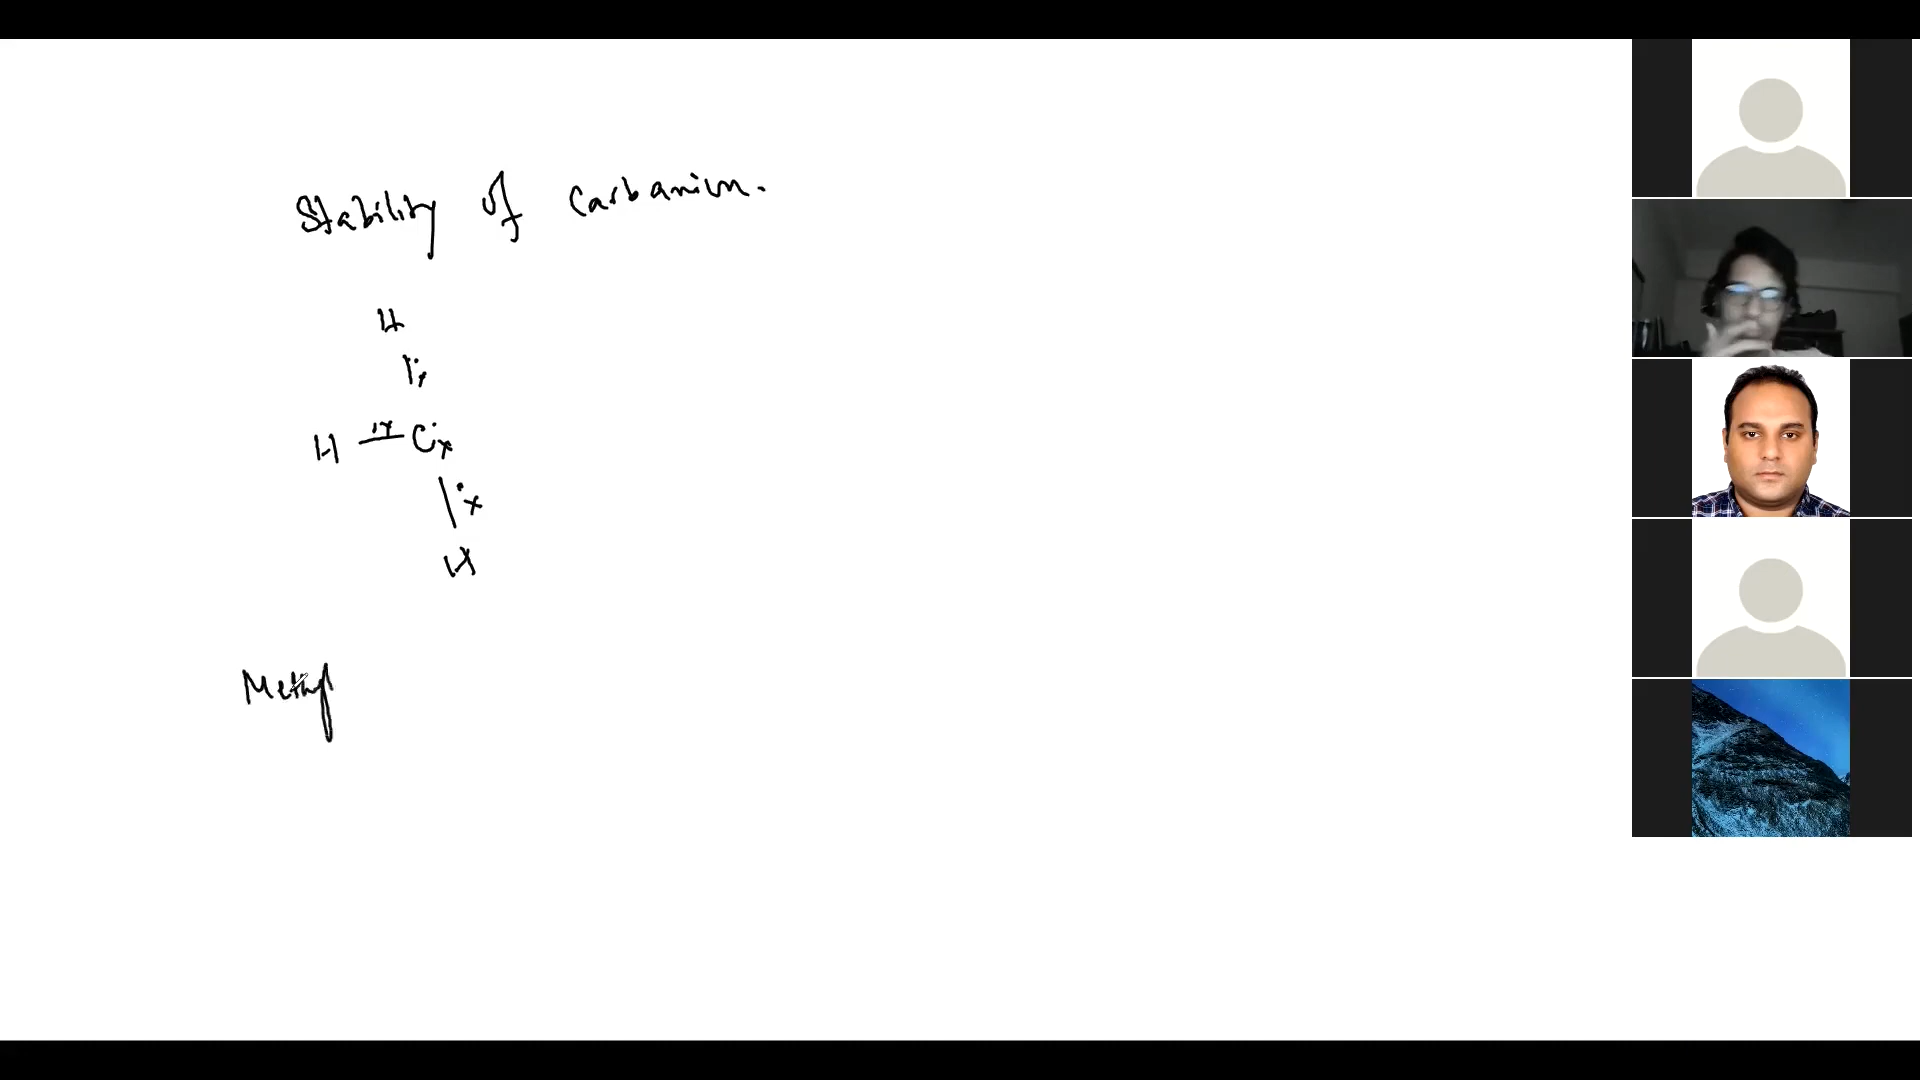 Stability of Carbanion.
H
H C
H
Methyl